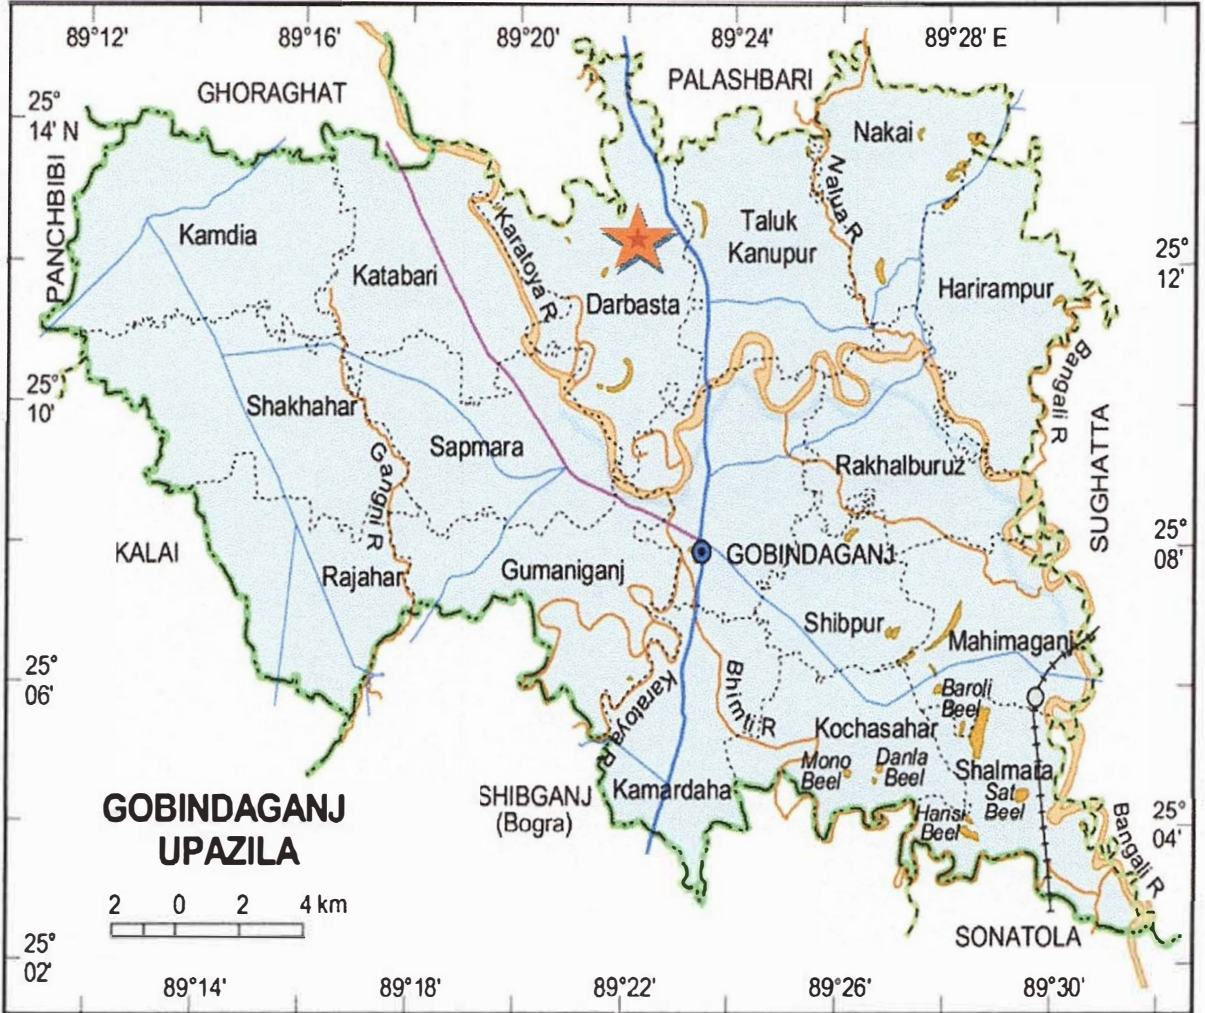 89°12'
89°16'
89°20'
89°24'
89°28' E
25°
14' N
GHORAGHAT
PALASHBARI
Nakai
PANCHBIBI
Kamdia
Katabari
Karatoya R
Nalua R
Taluk
Kanupur
25°
12'
Darbasta
Harirampur
Bangali R
25°
10'
Shakhahar
Sapmara
Gangni R
Rakhalburuz
SUGHATTA
KALAI
GOBINDAGANJ
25°
08'
Rajahar
Gumaniganj
Shibpur
Mahimaganj
25°
06'
Karatoya R
Bhimti R
Baroli
Beel
Kochasahar
Mono
Beel
Danla
Beel
Shalmara
Sat
Beel
Harisi
Beel
SHIBGANJ
(Bogra)
Kamardaha
25°
04'
Bangali R
GOBINDAGANJ
UPAZILA
2 0 2 4 km
SONATOLA
25°
02'
89°14'
89°18'
89°22'
89°26'
89°30'